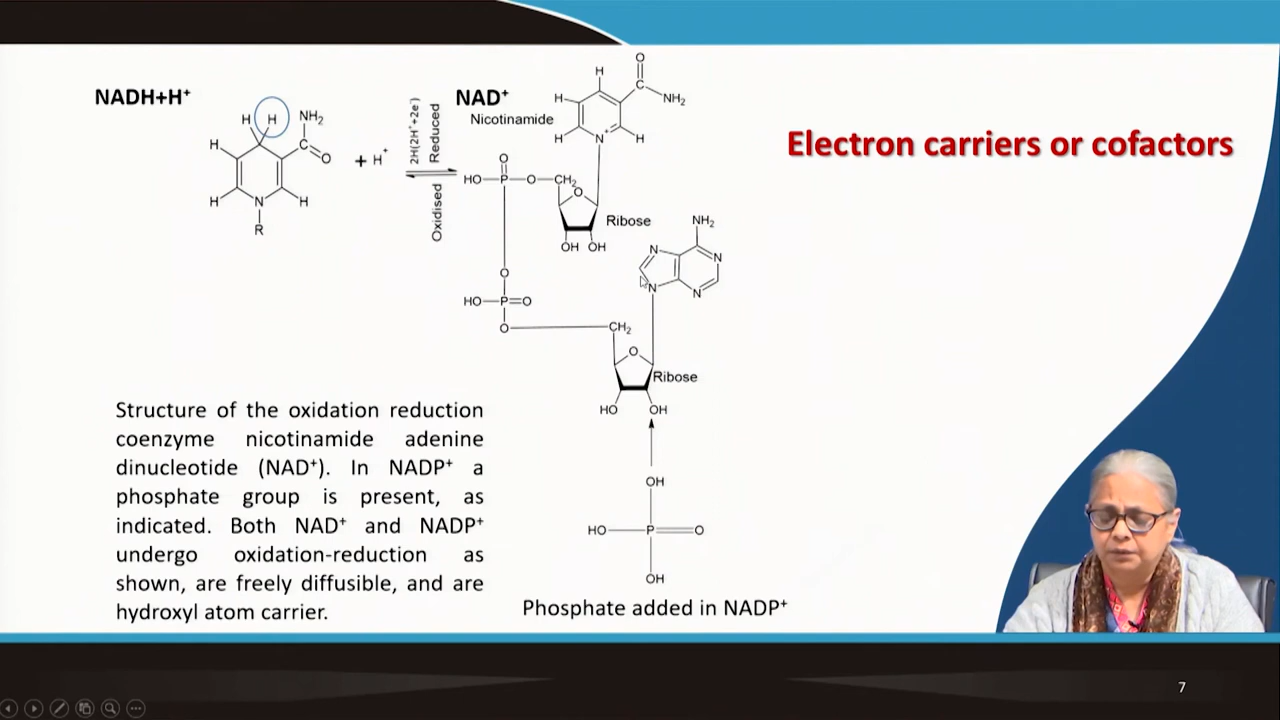 Electron carriers or cofactors
NADH+H⁺
H
H
NH₂
H
C
O
H
N
H
R
+ H⁺
2H(2H⁺+2e⁻)
Reduced
Oxidised
NAD⁺
Nicotinamide
O
H
C
NH₂
H
H
N⁺
H
O
HO—P—O—CH₂
O
Ribose
OH OH
NH₂
N
N
N
N
O
HO—P=O
O
CH₂
O
Ribose
HO
OH
OH
HO—P=O
OH
Phosphate added in NADP⁺
Structure of the oxidation reduction
coenzyme nicotinamide adenine
dinucleotide (NAD⁺). In NADP⁺ a
phosphate group is present, as
indicated. Both NAD⁺ and NADP⁺
undergo oxidation-reduction as
shown, are freely diffusible, and are
hydroxyl atom carrier.
7